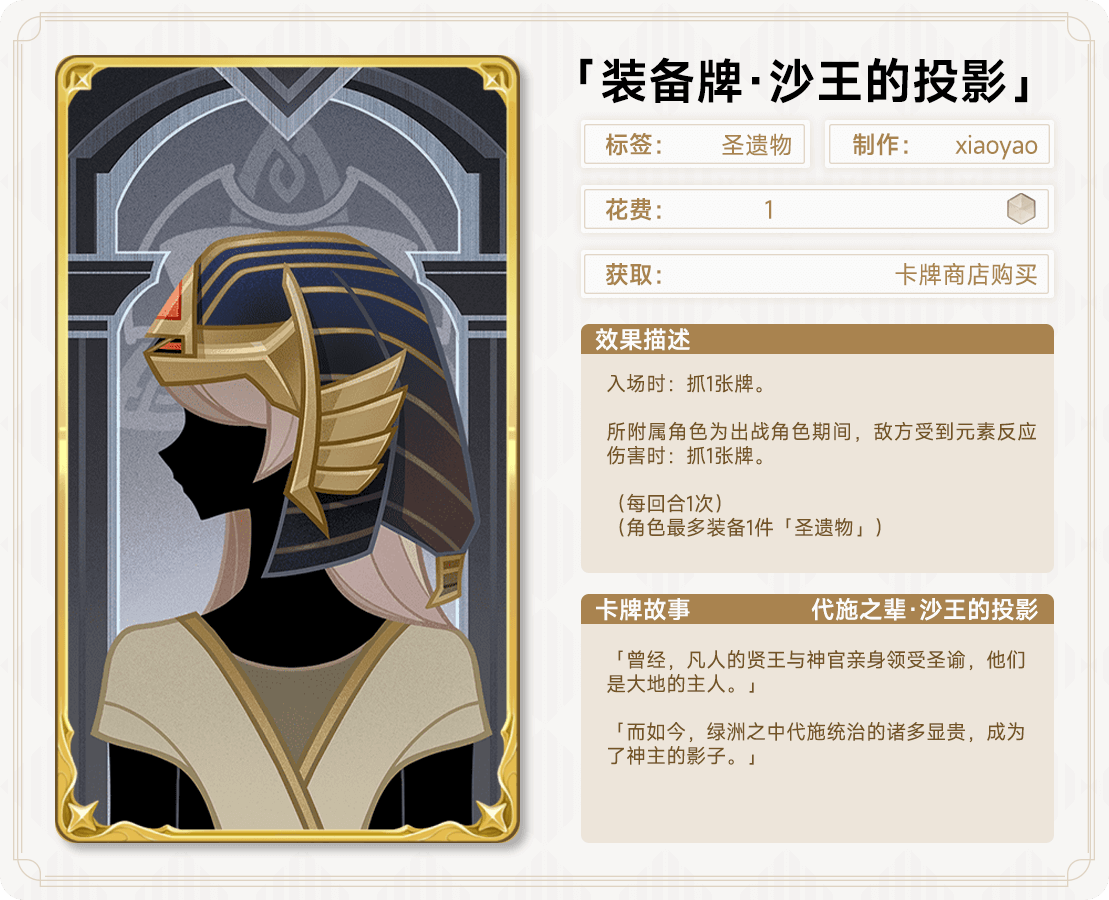 「装备牌·沙王的投影」
标签： 圣遗物 制作： xiaoyao
花费： 1
获取： 卡牌商店购买
效果描述
入场时：抓1张牌。
所附属角色为出战角色期间，敌方受到元素反应
伤害时：抓1张牌。
（每回合1次）
（角色最多装备1件「圣遗物」）
卡牌故事 代施之辈·沙王的投影
「曾经，凡人的贤王与神官亲身领受圣谕，他们
是大地的主人。」
「而如今，绿洲之中代施统治的诸多显贵，成为
了神主的影子。」